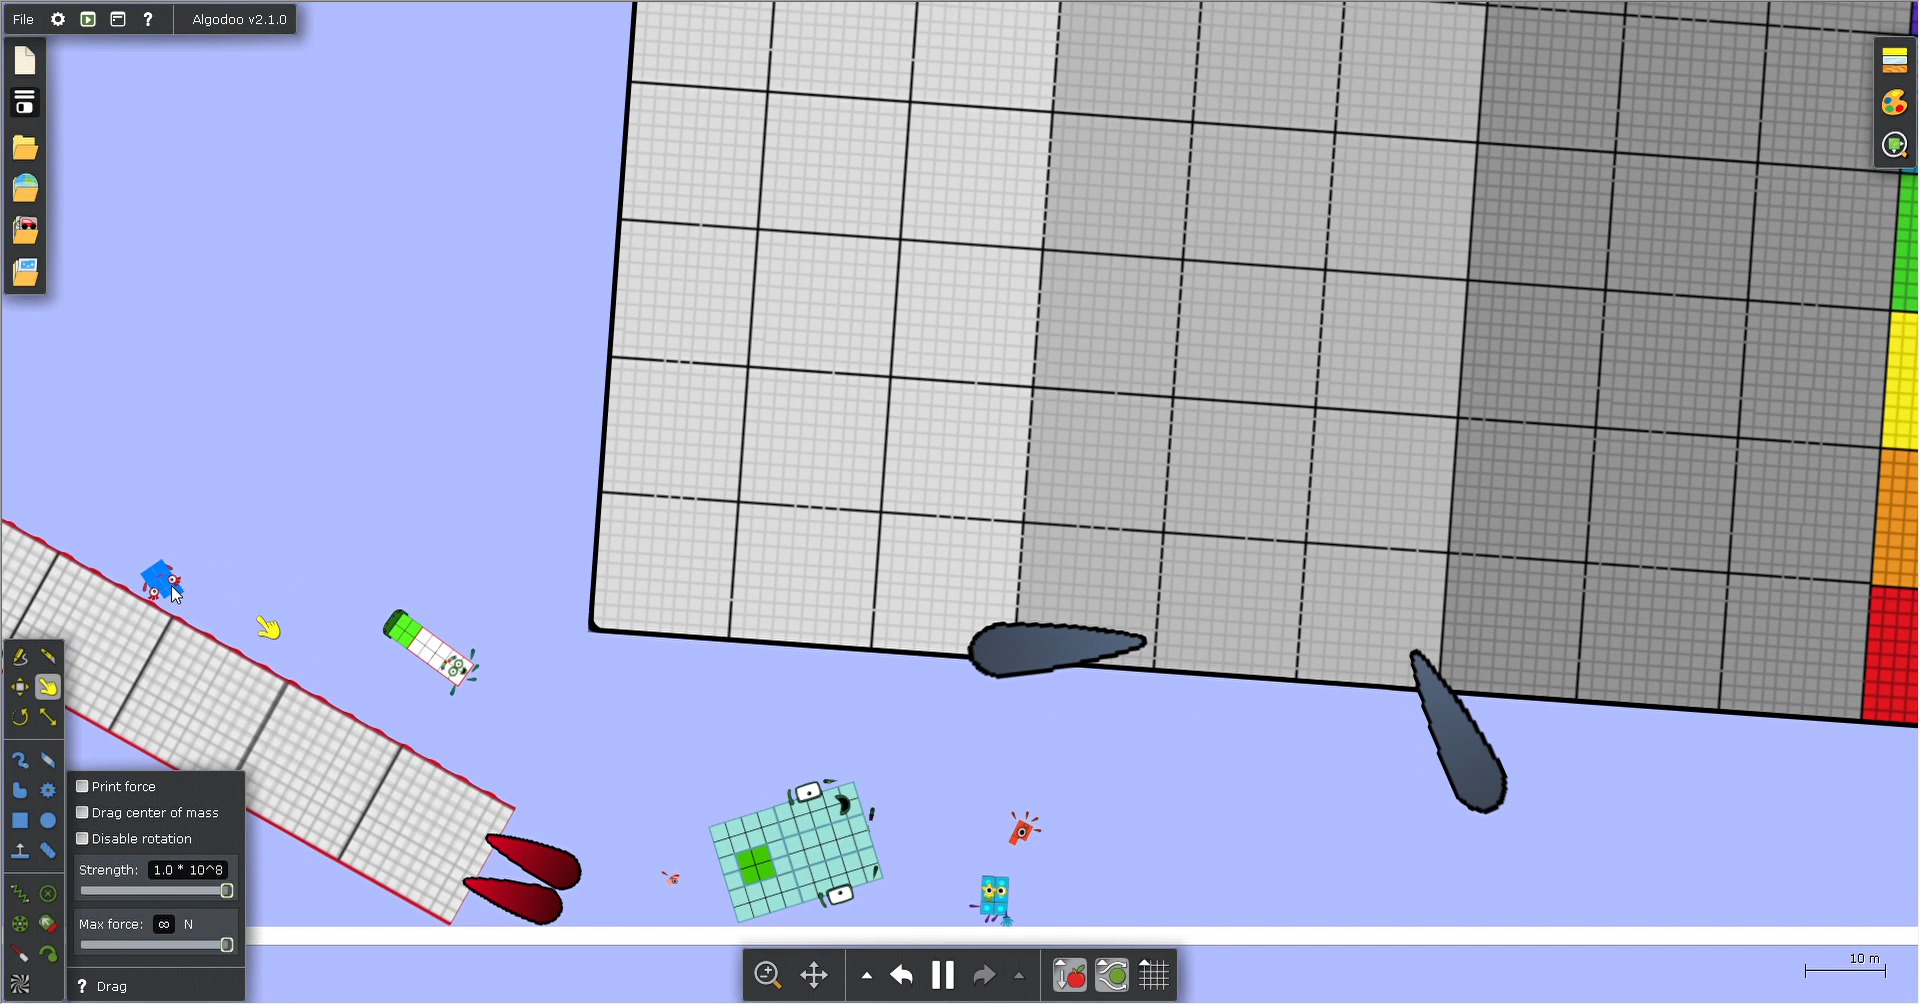 File ? Algodoo v2.1.0
Print force
Drag center of mass
Disable rotation
Strength: 1.0 * 10^8
Max force: ∞ N
? Drag
10 m